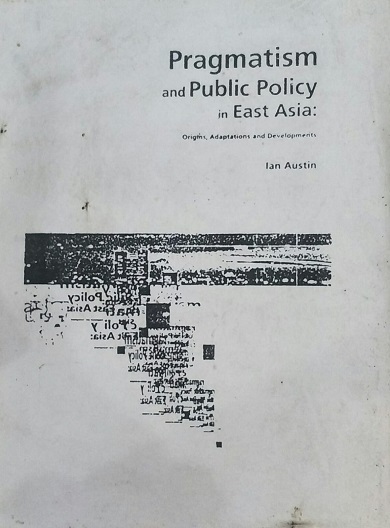 Pragmatism
and Public Policy
in East Asia:
Origins, Adaptations and Developments
Ian Austin